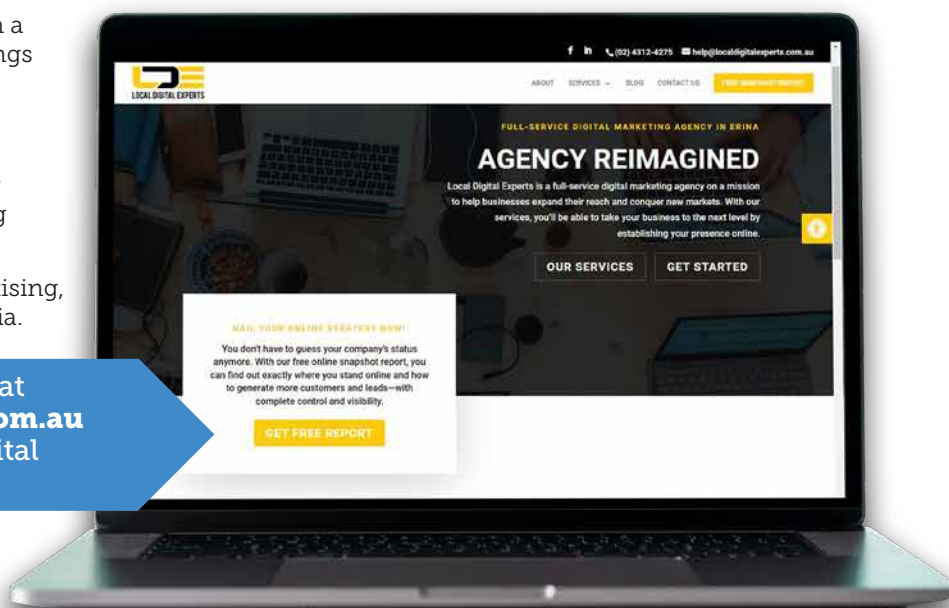 n a
ngs
g
ising,
ia.
at
om.au
ital
f in (02) 4312-4275 help@localdigitalexperts.com.au
LDE
LOCAL DIGITAL EXPERTS
ABOUT SERVICES BLOG CONTACT US FREE SNAPSHOT REPORT
FULL-SERVICE DIGITAL MARKETING AGENCY IN ERINA
AGENCY REIMAGINED
Local Digital Experts is a full-service digital marketing agency on a mission
to help businesses expand their reach and conquer new markets. With our
services, you'll be able to take your business to the next level by
establishing your presence online.
OUR SERVICES GET STARTED
NAIL YOUR ONLINE STRATEGY NOW!
You don't have to guess your company's status
anymore. With our free online snapshot report, you
can find out exactly where you stand online and how
to generate more customers and leads—with
complete control and visibility.
GET FREE REPORT